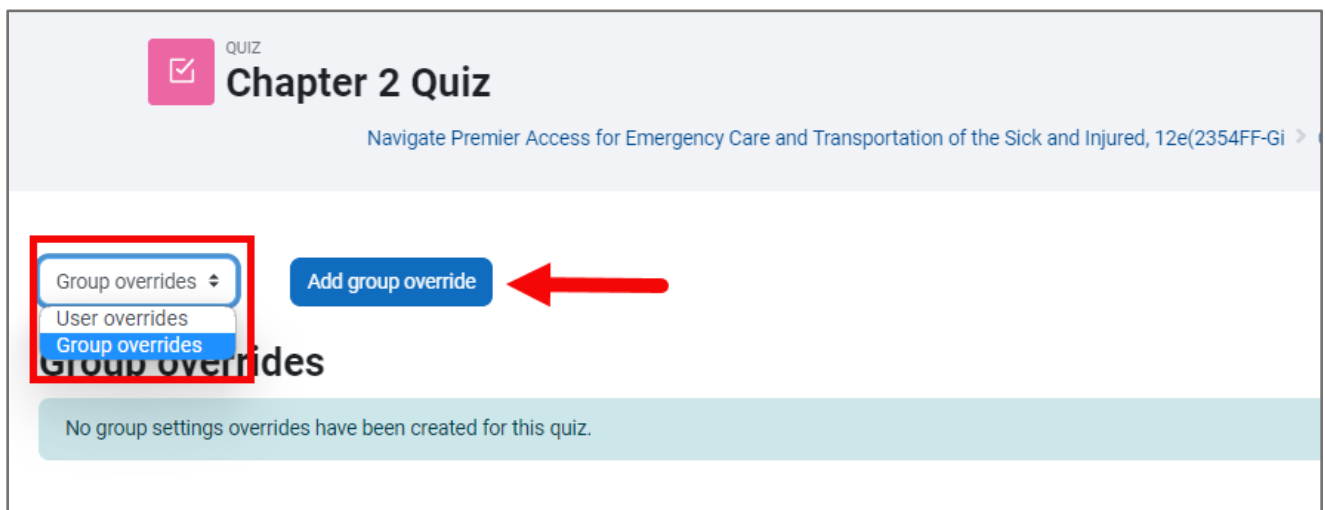 QUIZ
Chapter 2 Quiz
Navigate Premier Access for Emergency Care and Transportation of the Sick and Injured, 12e(2354FF-Gi >
Group overrides
Add group override
User overrides
Group overrides
Group overrides
No group settings overrides have been created for this quiz.